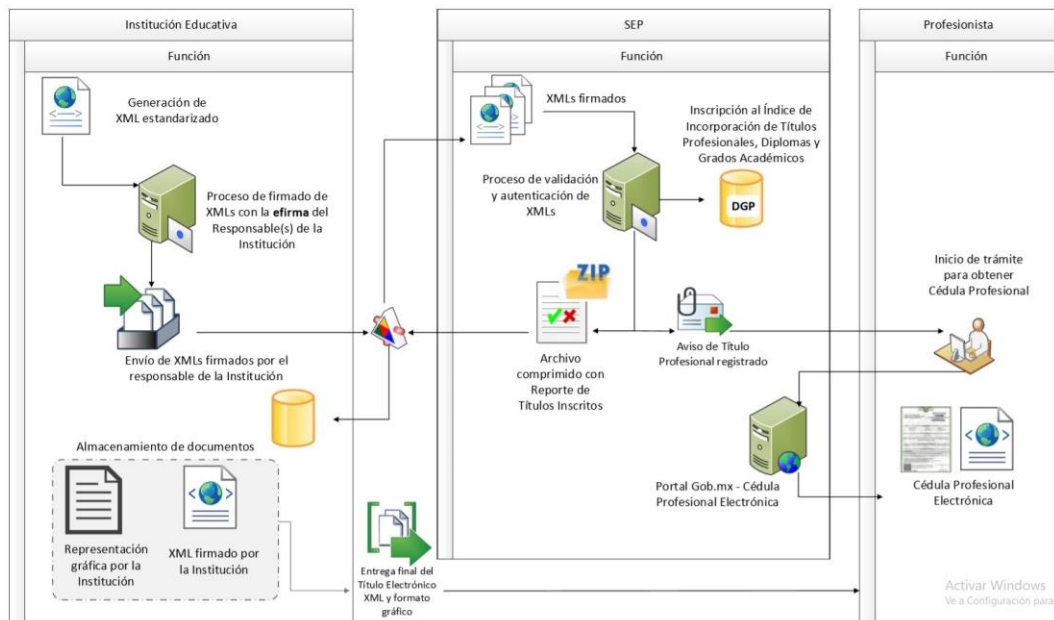 Institución Educativa
Función
Generación de
XML estandarizado
Proceso de firmado de
XMLs con la efirma del
Responsable(s) de la
Institución
Envío de XMLs firmados por el
responsable de la Institución
Almacenamiento de documentos
Representación
gráfica por la
Institución
XML firmado por
la Institución
Entrega final del
Título Electrónico
XML y formato
gráfico
SEP
Función
XMLs firmados
Proceso de validación
y autenticación de
XMLs
Inscripción al Índice de
Incorporación de Títulos
Profesionales, Diplomas y
Grados Académicos
DGP
ZIP
Archivo
comprimido con
Reporte de
Títulos Inscritos
Aviso de Título
Profesional registrado
Portal Gob.mx - Cédula
Profesional Electrónica
Profesionista
Función
Inicio de trámite
para obtener
Cédula Profesional
Cédula Profesional
Electrónica
Activar Windows
Ve a Configuración para